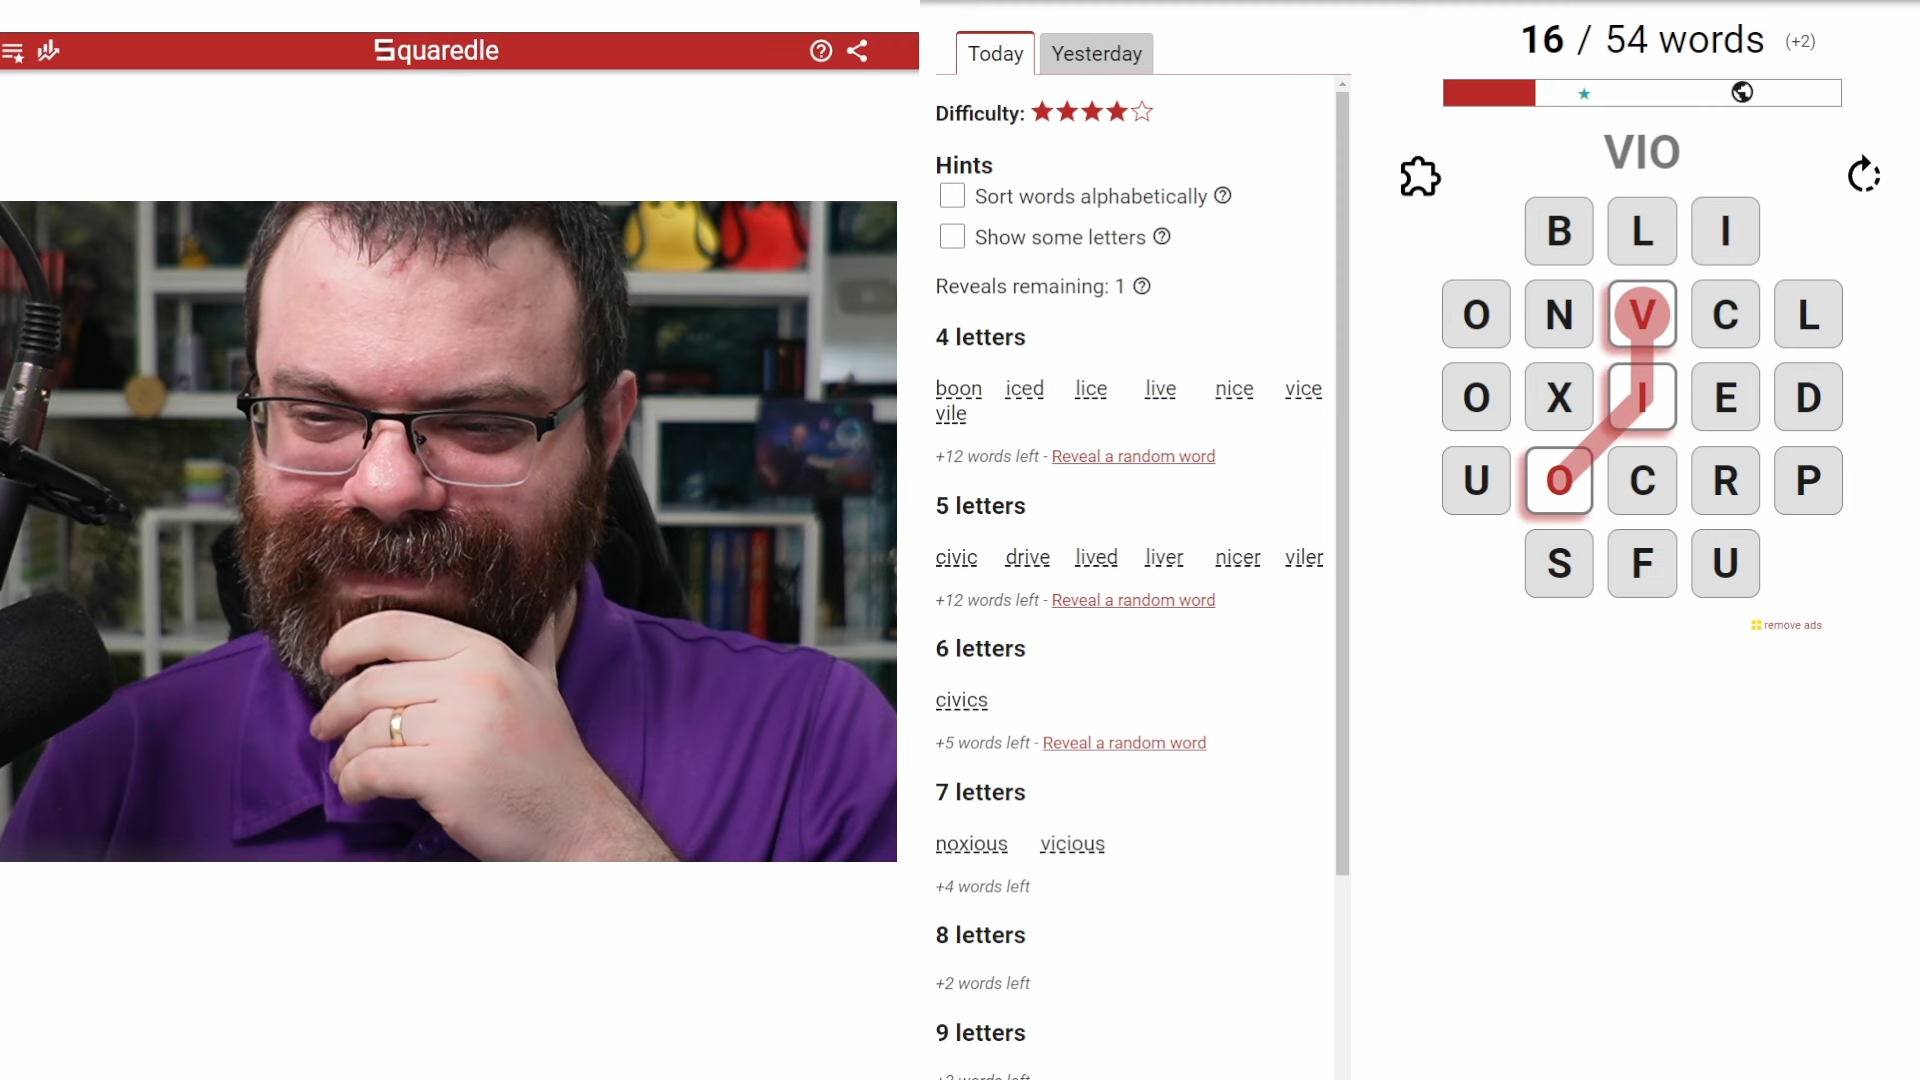 Squaredle
Today Yesterday
Difficulty:
Hints
Sort words alphabetically
Show some letters
Reveals remaining: 1
4 letters
boon iced lice live nice vice
vile
+12 words left - Reveal a random word
5 letters
civic drive lived liver nicer viler
+12 words left - Reveal a random word
6 letters
civics
+5 words left - Reveal a random word
7 letters
noxious vicious
+4 words left
8 letters
+2 words left
9 letters
16 / 54 words (+2)
VIO
B L I
O N V C L
O X I E D
U O C R P
S F U
remove ads